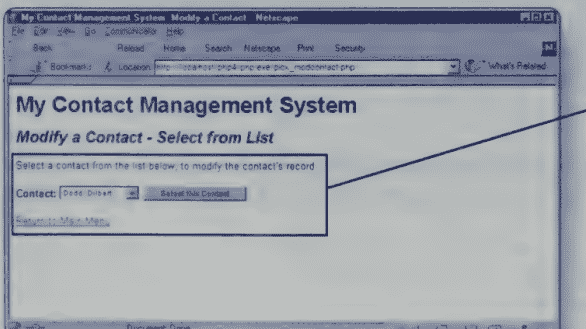 My Contact Management System Modify a Contact Netscape
File Edit View Go Communicator Help
Back Reload Home Search Netscape Print Security
Bookmarks Location What's Related
My Contact Management System
Modify a Contact - Select from List
Select a contact from the list below, to modify the contact's record
Contact: Select this Contact
Return to Main Menu
Document Done